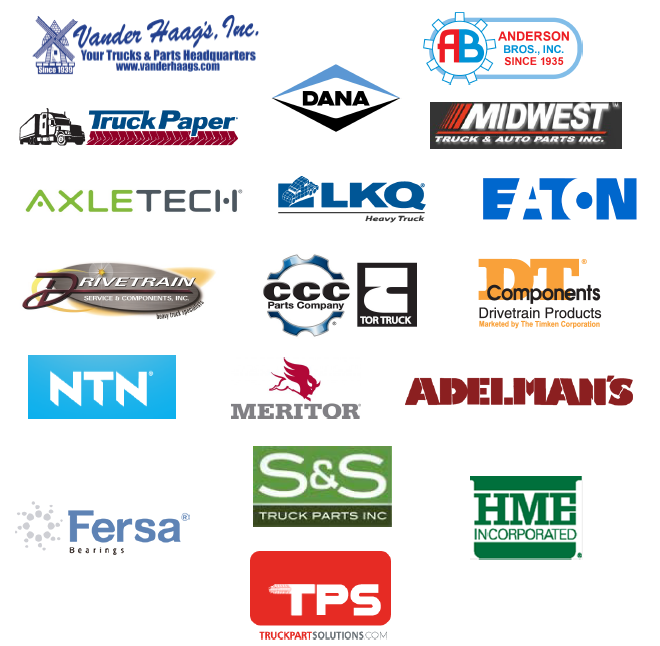 Vander Haag's, Inc.
Your Trucks & Parts Headquarters
Since 1939
www.vanderhaags.com
AB
ANDERSON
BROS., INC.
SINCE 1935
DANA
Truck Paper
MIDWEST™
TRUCK & AUTO PARTS INC.
AXLETECH®
LKQ®
Heavy Truck
EATON
DRIVETRAIN
SERVICE & COMPONENTS, INC.
heavy truck specialists
CCC
Parts Company
®
TOR TRUCK
DT®
Components
Drivetrain Products
Marketed by The Timken Corporation
NTN®
MERITOR
ADELMAN'S
S&S
TRUCK PARTS INC
Fersa®
Bearings
HME
INCORPORATED
®
TPS
TRUCKPARTSOLUTIONS.COM